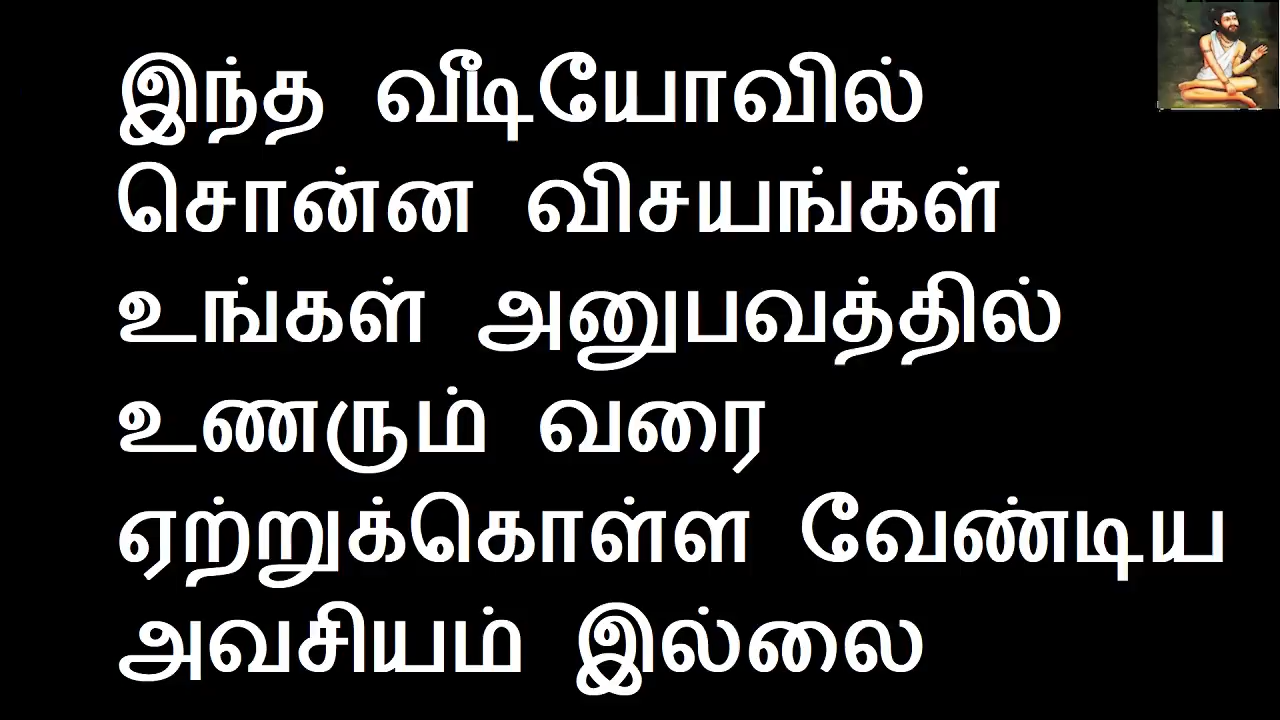 இந்த வீடியோவில்
சொன்ன விசயங்கள்
உங்கள் அனுபவத்தில்
உணரும் வரை
ஏற்றுக்கொள்ள வேண்டிய
அவசியம் இல்லை